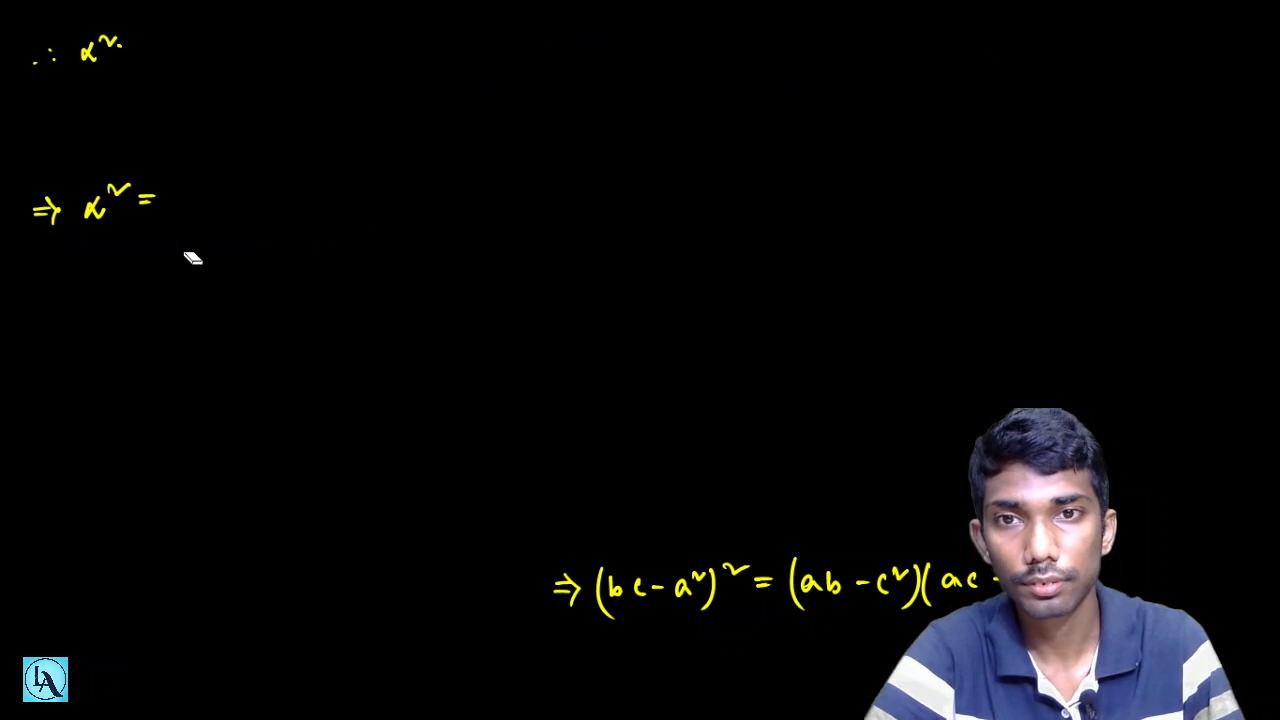 ∴ α².
⇒ α² =
⇒ (bc - a²)² = (ab - c²)(ac -
LA